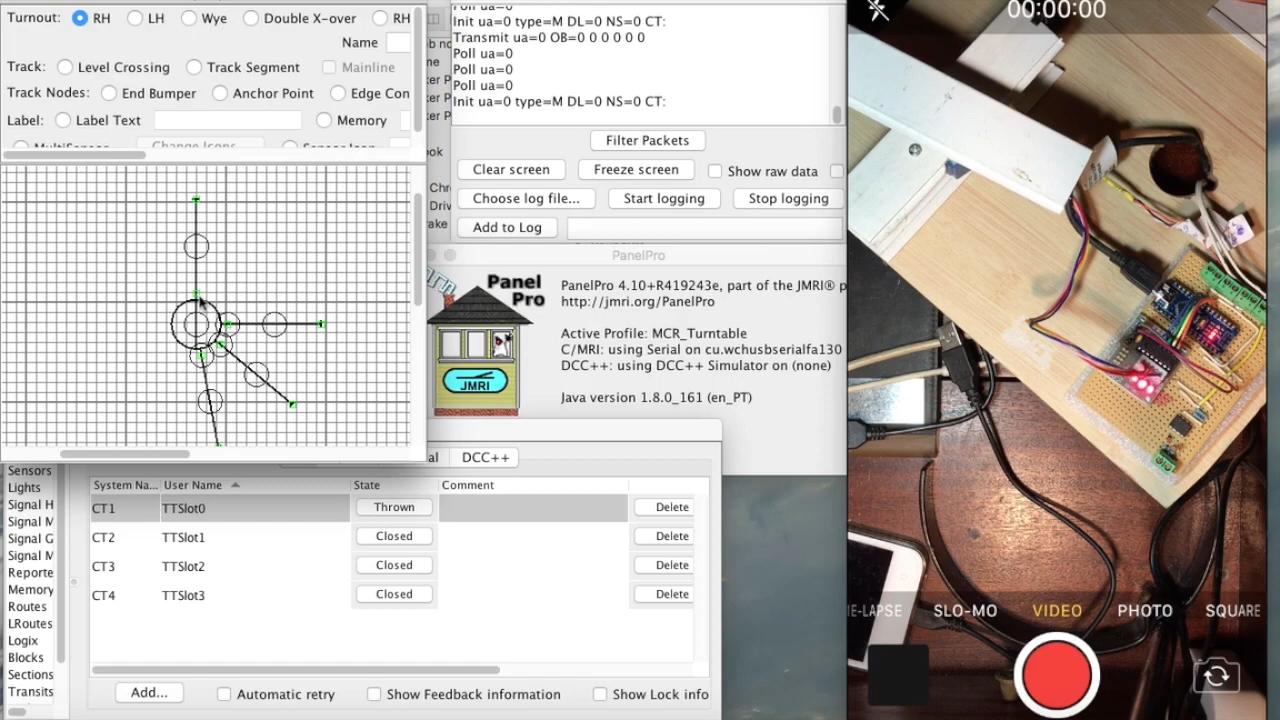 Turnout: RH LH Wye Double X-over RH
Name
Track: Level Crossing Track Segment Mainline
Track Nodes: End Bumper Anchor Point Edge Con
Label: Label Text Memory
Init ua=0 type=M DL=0 NS=0 CT:
Transmit ua=0 OB=0 0 0 0 0 0
Poll ua=0
Poll ua=0
Poll ua=0
Init ua=0 type=M DL=0 NS=0 CT:
Filter Packets
Clear screen Freeze screen Show raw data
Choose log file... Start logging Stop logging
Add to Log
PanelPro
Panel
Pro
JMRI
PanelPro 4.10+R419243e, part of the JMRI® p
http://jmri.org/PanelPro
Active Profile: MCR_Turntable
C/MRI: using Serial on cu.wchusbserialfa130
DCC++: using DCC++ Simulator on (none)
Java version 1.8.0_161 (en_PT)
al DCC++
Sensors
Lights
Signal H
Signal M
Signal G
Signal M
Reporte
Memory
Routes
LRoutes
Logix
Blocks
Sections
Transits
System Na... User Name State Comment
CT1 TTSlot0 Thrown Delete
CT2 TTSlot1 Closed Delete
CT3 TTSlot2 Closed Delete
CT4 TTSlot3 Closed Delete
Add... Automatic retry Show Feedback information Show Lock info
00:00:00
E-LAPSE SLO-MO VIDEO PHOTO SQUARE